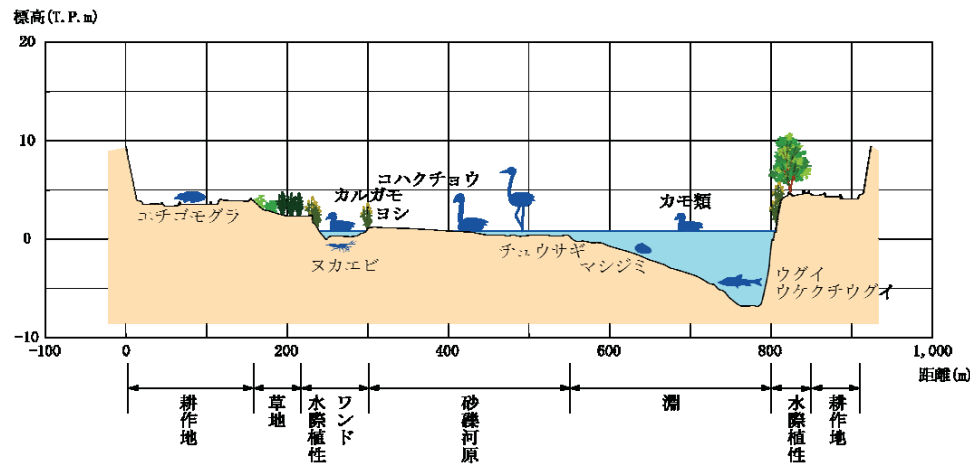 標高(T.P.m)
20
10
0
-10
コハクチョウ
カルガモ
ヨシ
カモ類
エチゴモグラ
ヌカエビ
チュウサギ
マシジミ
ウグイ
ウケクチウグイ
-100 0 200 400 600 800 1,000
距離(m)
耕作地
草地
水際植性
ワンド
砂礫河原
淵
水際植性
耕作地